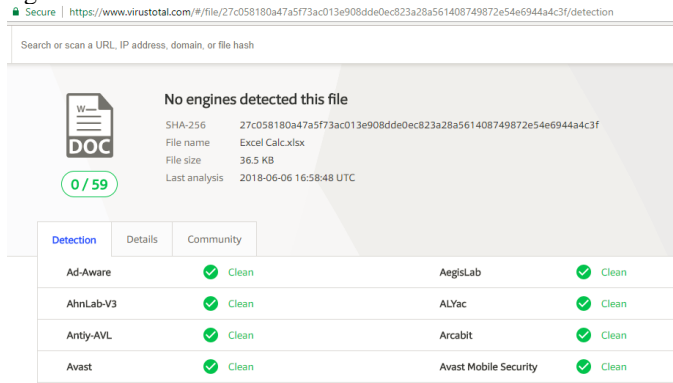 Secure | https://www.virustotal.com/#/file/27c058180a47a5f73ac013e908dde0ec823a28a561408749872e54e6944a4c3f/detection
Search or scan a URL, IP address, domain, or file hash
W
DOC
0 / 59
No engines detected this file
SHA-256 27c058180a47a5f73ac013e908dde0ec823a28a561408749872e54e6944a4c3f
File name Excel Calc.xlsx
File size 36.5 KB
Last analysis 2018-06-06 16:58:48 UTC
Detection Details Community
Ad-Aware Clean AegisLab Clean
AhnLab-V3 Clean ALYac Clean
Antiy-AVL Clean Arcabit Clean
Avast Clean Avast Mobile Security Clean